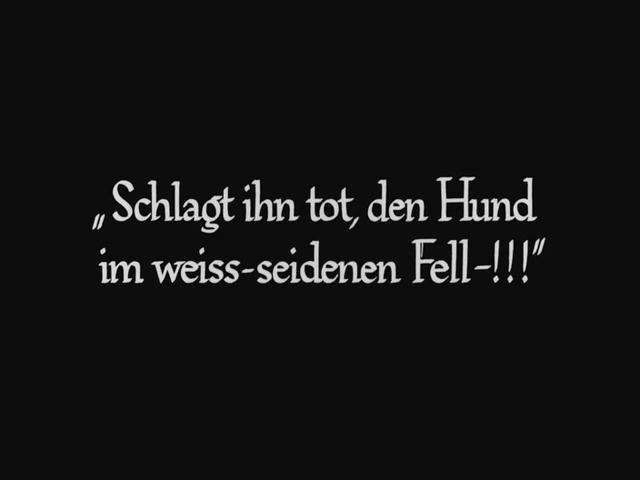 „Schlagt ihn tot, den Hund
im weiss-seidenen Fell-!!!"